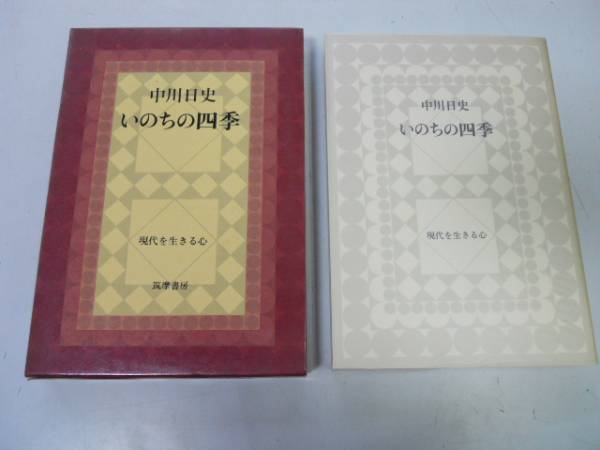 中川日史
いのちの四季
現代を生きる心
筑摩書房
中川日史
いのちの四季
現代を生きる心